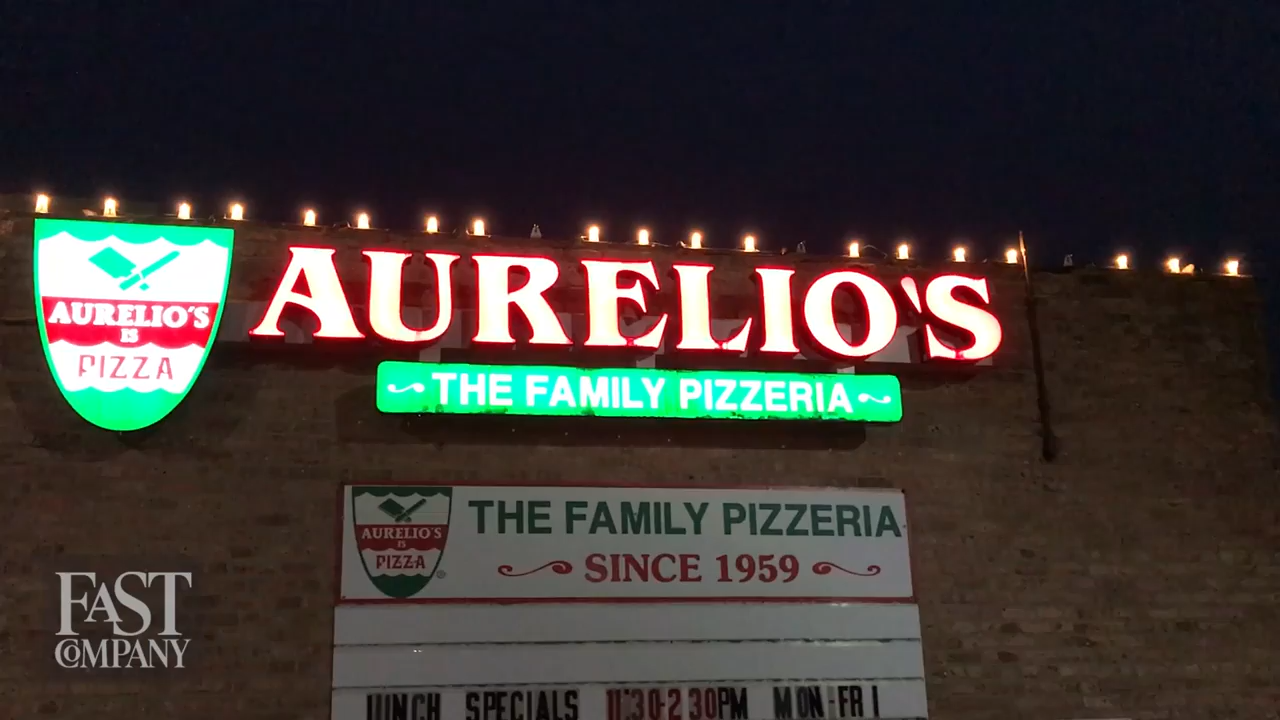 AURELIO'S
IS
PIZZA
AURELIO'S
THE FAMILY PIZZERIA
AURELIO'S
IS
PIZZA
THE FAMILY PIZZERIA
SINCE 1959
LUNCH SPECIALS 11:30-2:30PM MON-FRI
FAST
COMPANY